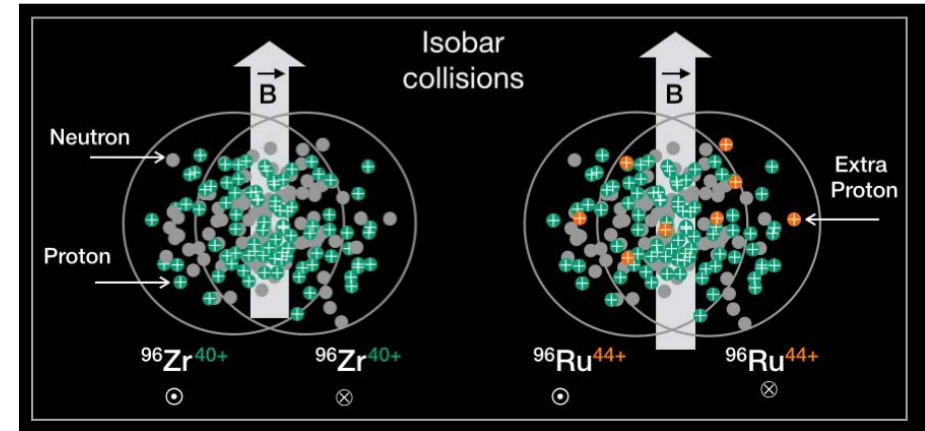 Isobar
collisions
B
B
Neutron
Proton
Extra
Proton
⁹⁶Zr⁴⁰⁺
⁹⁶Zr⁴⁰⁺
⁹⁶Ru⁴⁴⁺
⁹⁶Ru⁴⁴⁺